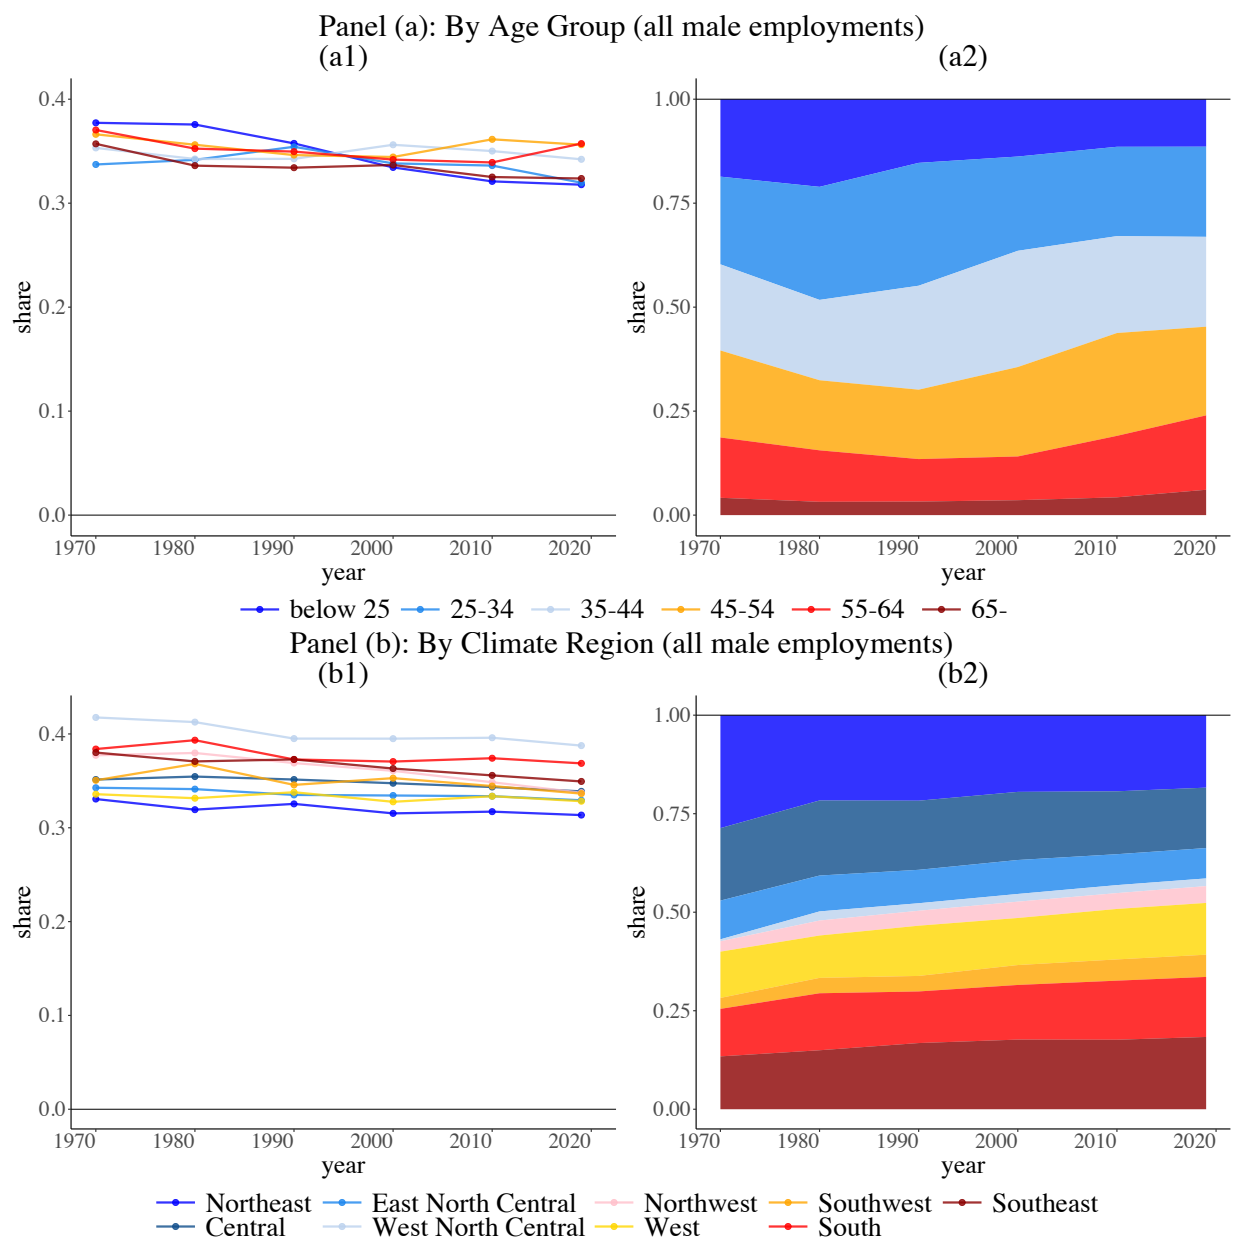 Panel (a): By Age Group (all male employments)
(a1)
(a2)
0.4
0.3
0.2
0.1
0.0
share
1970 1980 1990 2000 2010 2020
year
1.00
0.75
0.50
0.25
0.00
share
1970 1980 1990 2000 2010 2020
year
below 25 25-34 35-44 45-54 55-64 65-
Panel (b): By Climate Region (all male employments)
(b1)
(b2)
0.4
0.3
0.2
0.1
0.0
share
1970 1980 1990 2000 2010 2020
year
1.00
0.75
0.50
0.25
0.00
share
1970 1980 1990 2000 2010 2020
year
Northeast East North Central Northwest Southwest Southeast
Central West North Central West South